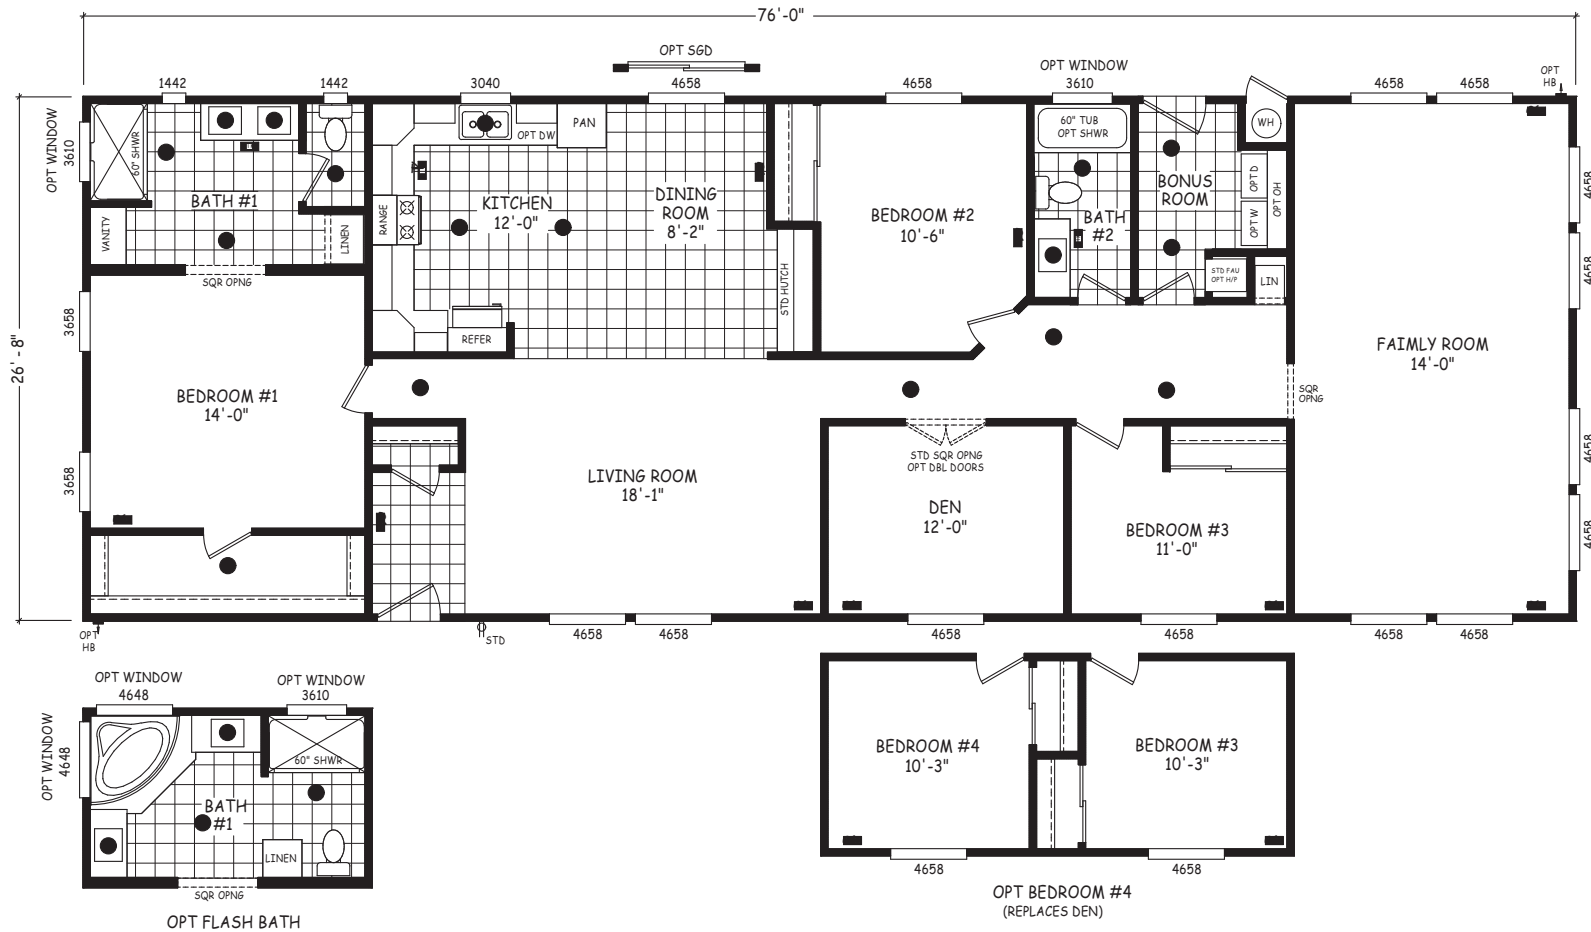 76'-0"
OPT SGD
1442
1442
3040
4658
4658
OPT WINDOW
3610
4658
4658
OPT
HB
OPT WINDOW
3610
60" SHWR
BATH #1
VANITY
LINEN
SQR OPNG
OPT DW
PAN
RANGE
KITCHEN
12'-0"
DINING
ROOM
8'-2"
REFER
STD HUTCH
BEDROOM #2
10'-6"
60" TUB
OPT SHWR
BATH
#2
BONUS
ROOM
WH
OPT D
OPT W
OPT OH
STD FAU
OPT H/P
LIN
FAIMLY ROOM
14'-0"
4658
4658
4658
4658
26' - 8"
3658
3658
BEDROOM #1
14'-0"
LIVING ROOM
18'-1"
STD SQR OPNG
OPT DBL DOORS
DEN
12'-0"
BEDROOM #3
11'-0"
SQR
OPNG
OPT
HB
STD
4658
4658
4658
4658
4658
4658
OPT WINDOW
4648
OPT WINDOW
3610
OPT WINDOW
4648
60" SHWR
BATH
#1
LINEN
SQR OPNG
OPT FLASH BATH
BEDROOM #4
10'-3"
BEDROOM #3
10'-3"
4658
4658
OPT BEDROOM #4
(REPLACES DEN)